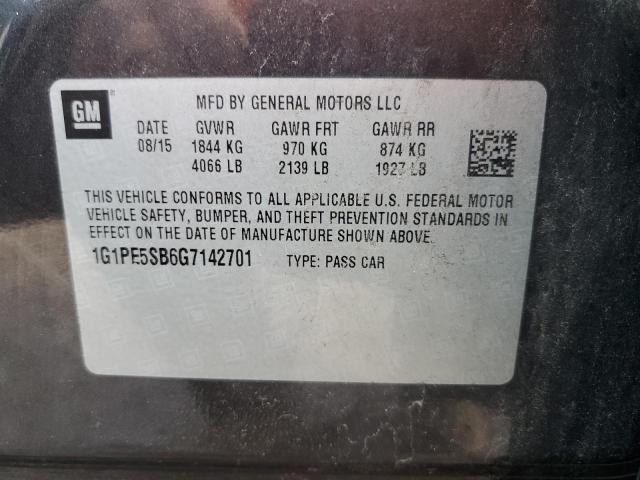 GM
MFD BY GENERAL MOTORS LLC
DATE GVWR GAWR FRT GAWR RR
08/15 1844 KG 970 KG 874 KG
4066 LB 2139 LB 1927 LB
THIS VEHICLE CONFORMS TO ALL APPLICABLE U.S. FEDERAL MOTOR
VEHICLE SAFETY, BUMPER, AND THEFT PREVENTION STANDARDS IN
EFFECT ON THE DATE OF MANUFACTURE SHOWN ABOVE.
1G1PE5SB6G7142701 TYPE: PASS CAR